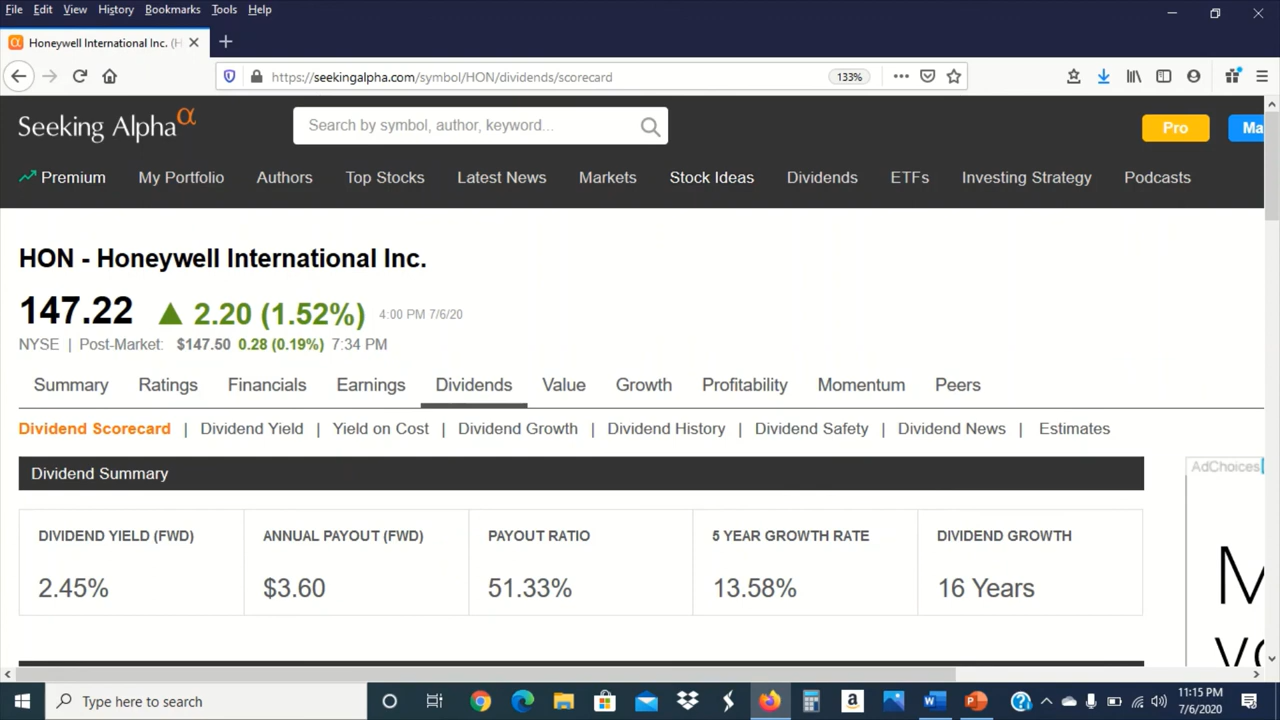 File Edit View History Bookmarks Tools Help
Honeywell International Inc. (H
https://seekingalpha.com/symbol/HON/dividends/scorecard 133%
Seeking Alpha α Search by symbol, author, keyword... Pro Ma
Premium My Portfolio Authors Top Stocks Latest News Markets Stock Ideas Dividends ETFs Investing Strategy Podcasts
HON - Honeywell International Inc.
147.22 ▲ 2.20 (1.52%) 4:00 PM 7/6/20
NYSE | Post-Market: $147.50 0.28 (0.19%) 7:34 PM
Summary Ratings Financials Earnings Dividends Value Growth Profitability Momentum Peers
Dividend Scorecard | Dividend Yield | Yield on Cost | Dividend Growth | Dividend History | Dividend Safety | Dividend News | Estimates
Dividend Summary
AdChoices
DIVIDEND YIELD (FWD) ANNUAL PAYOUT (FWD) PAYOUT RATIO 5 YEAR GROWTH RATE DIVIDEND GROWTH
2.45% $3.60 51.33% 13.58% 16 Years
Type here to search
11:15 PM
7/6/2020